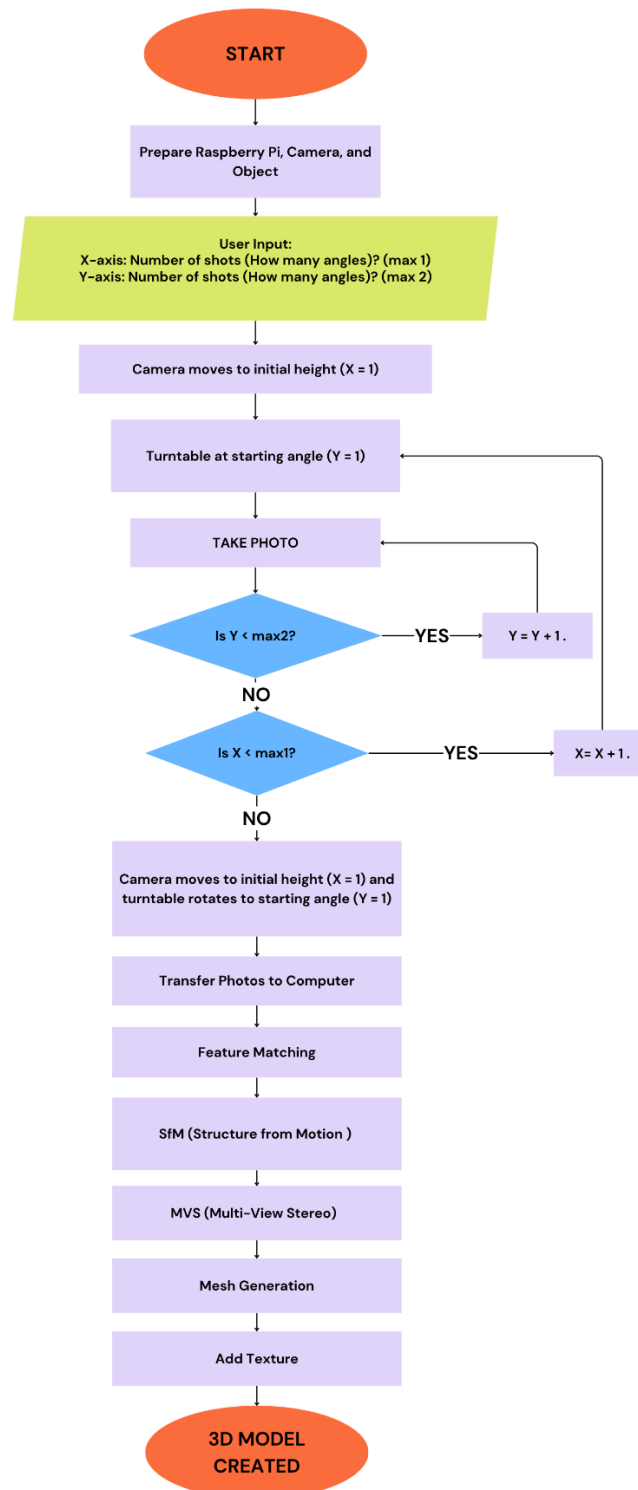 START
Prepare Raspberry Pi, Camera, and
Object
User Input:
X-axis: Number of shots (How many angles)? (max 1)
Y-axis: Number of shots (How many angles)? (max 2)
Camera moves to initial height (X = 1)
Turntable at starting angle (Y = 1)
TAKE PHOTO
Is Y < max2?
YES
Y = Y + 1 .
NO
Is X < max1?
YES
X= X + 1 .
NO
Camera moves to initial height (X = 1) and
turntable rotates to starting angle (Y = 1)
Transfer Photos to Computer
Feature Matching
SfM (Structure from Motion )
MVS (Multi-View Stereo)
Mesh Generation
Add Texture
3D MODEL
CREATED